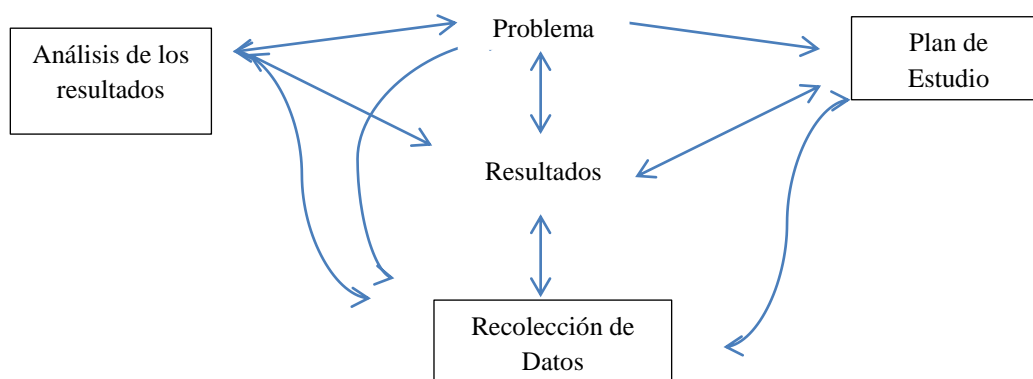 Problema
Análisis de los
resultados
Plan de
Estudio
Resultados
Recolección de
Datos